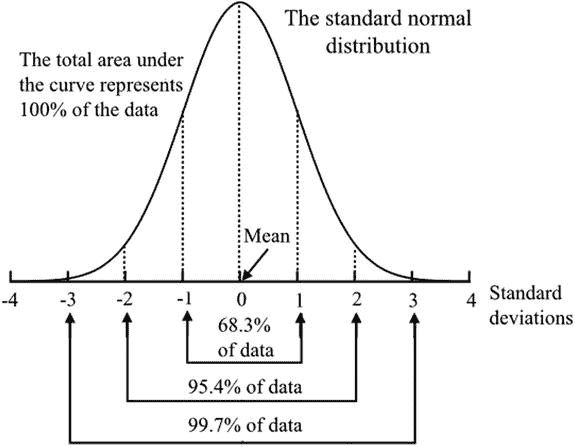 The standard normal
distribution
The total area under
the curve represents
100% of the data
Mean
-4 -3 -2 -1 0 1 2 3 4
Standard
deviations
68.3%
of data
95.4% of data
99.7% of data